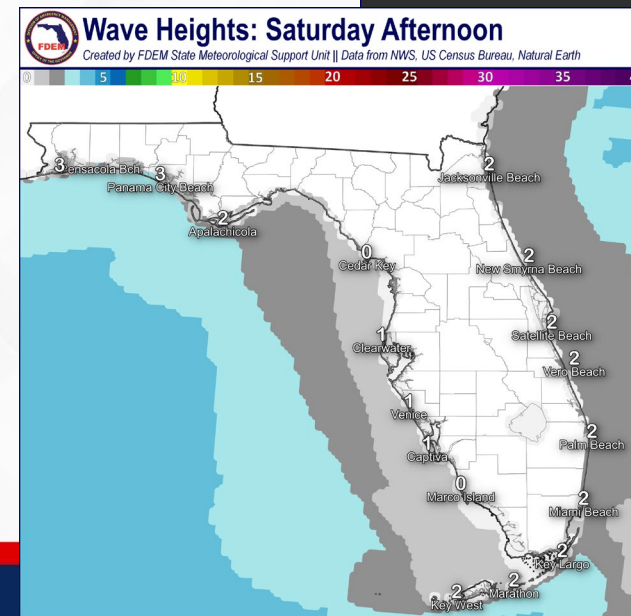 Wave Heights: Saturday Afternoon
FDEM
Created by FDEM State Meteorological Support Unit || Data from NWS, US Census Bureau, Natural Earth
0 5 10 15 20 25 30 35
2
Jacksonville Beach
3
Pensacola Bch
3
Panama City Beach
2
Apalachicola
0
Cedar Key
2
New Smyrna Beach
2
Satellite Beach
1
Clearwater
2
Vero Beach
1
Venice
2
Palm Beach
1
Captiva
0
Marco Island
2
Miami Beach
2
Key Largo
2
Marathon
2
Key West